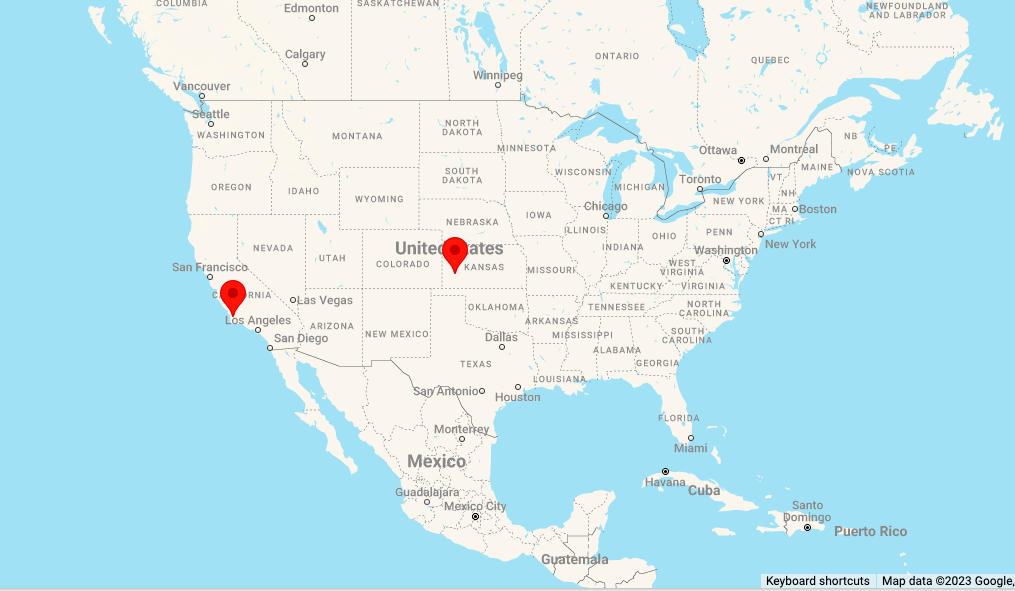 COLUMBIA
Edmonton
SASKATCHEWAN
NEWFOUNDLAND
AND LABRADOR
Calgary
ONTARIO
QUEBEC
Vancouver
Winnipeg
Seattle
WASHINGTON
MONTANA
NORTH
DAKOTA
MINNESOTA
Ottawa
Montreal
NB
PE
MAINE
NOVA SCOTIA
OREGON
IDAHO
WYOMING
SOUTH
DAKOTA
WISCONSIN
MICHIGAN
Toronto
VT
NH
NEW YORK
MA
Boston
CT RI
Chicago
IOWA
NEBRASKA
ILLINOIS
INDIANA
OHIO
PENN
New York
NEVADA
UTAH
COLORADO
KANSAS
MISSOURI
WEST
VIRGINIA
Washington
San Francisco
KENTUCKY
VIRGINIA
Las Vegas
Los Angeles
San Diego
ARIZONA
NEW MEXICO
OKLAHOMA
ARKANSAS
TENNESSEE
NORTH
CAROLINA
SOUTH
CAROLINA
MISSISSIPPI
ALABAMA
GEORGIA
Dallas
TEXAS
LOUISIANA
San Antonio
Houston
FLORIDA
Miami
Monterrey
Mexico
Guadalajara
Mexico City
Havana
Cuba
Santo
Domingo
Puerto Rico
Guatemala
Keyboard shortcuts
Map data ©2023 Google,